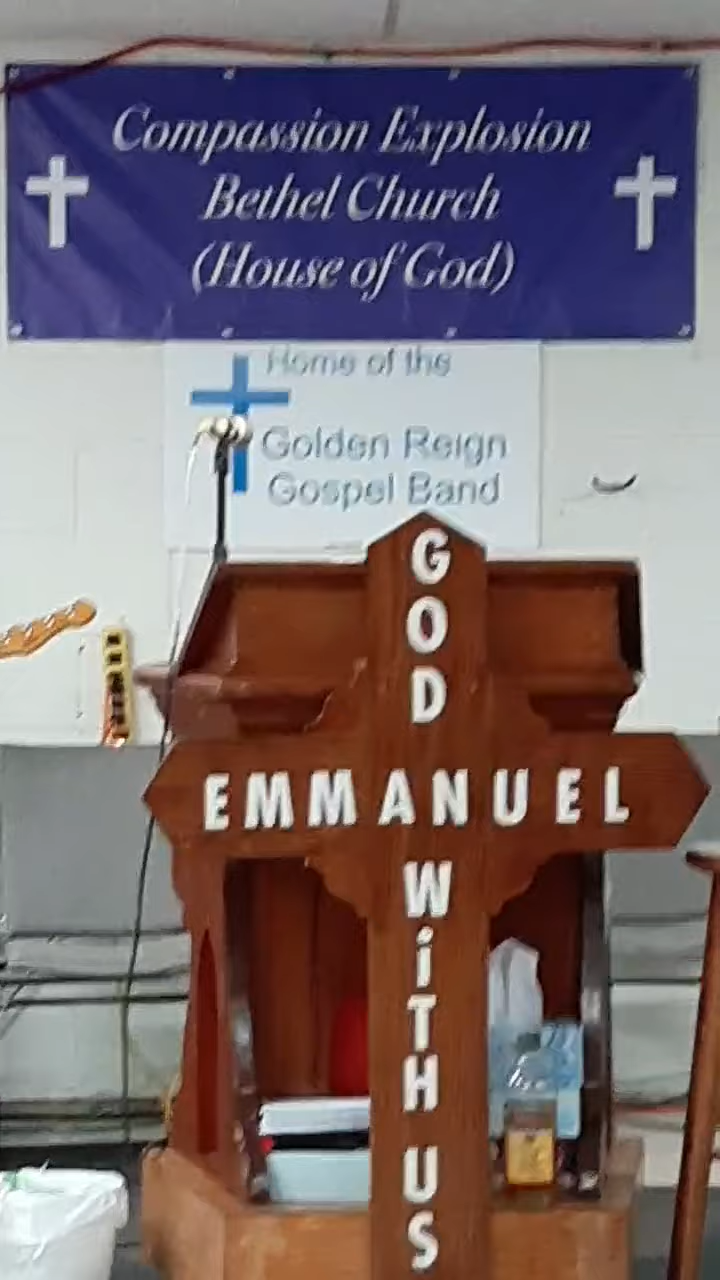 Compassion Explosion
Bethel Church
(House of God)
Home of the
Golden Reign
Gospel Band
GOD
EMMANUEL
WiTH
US